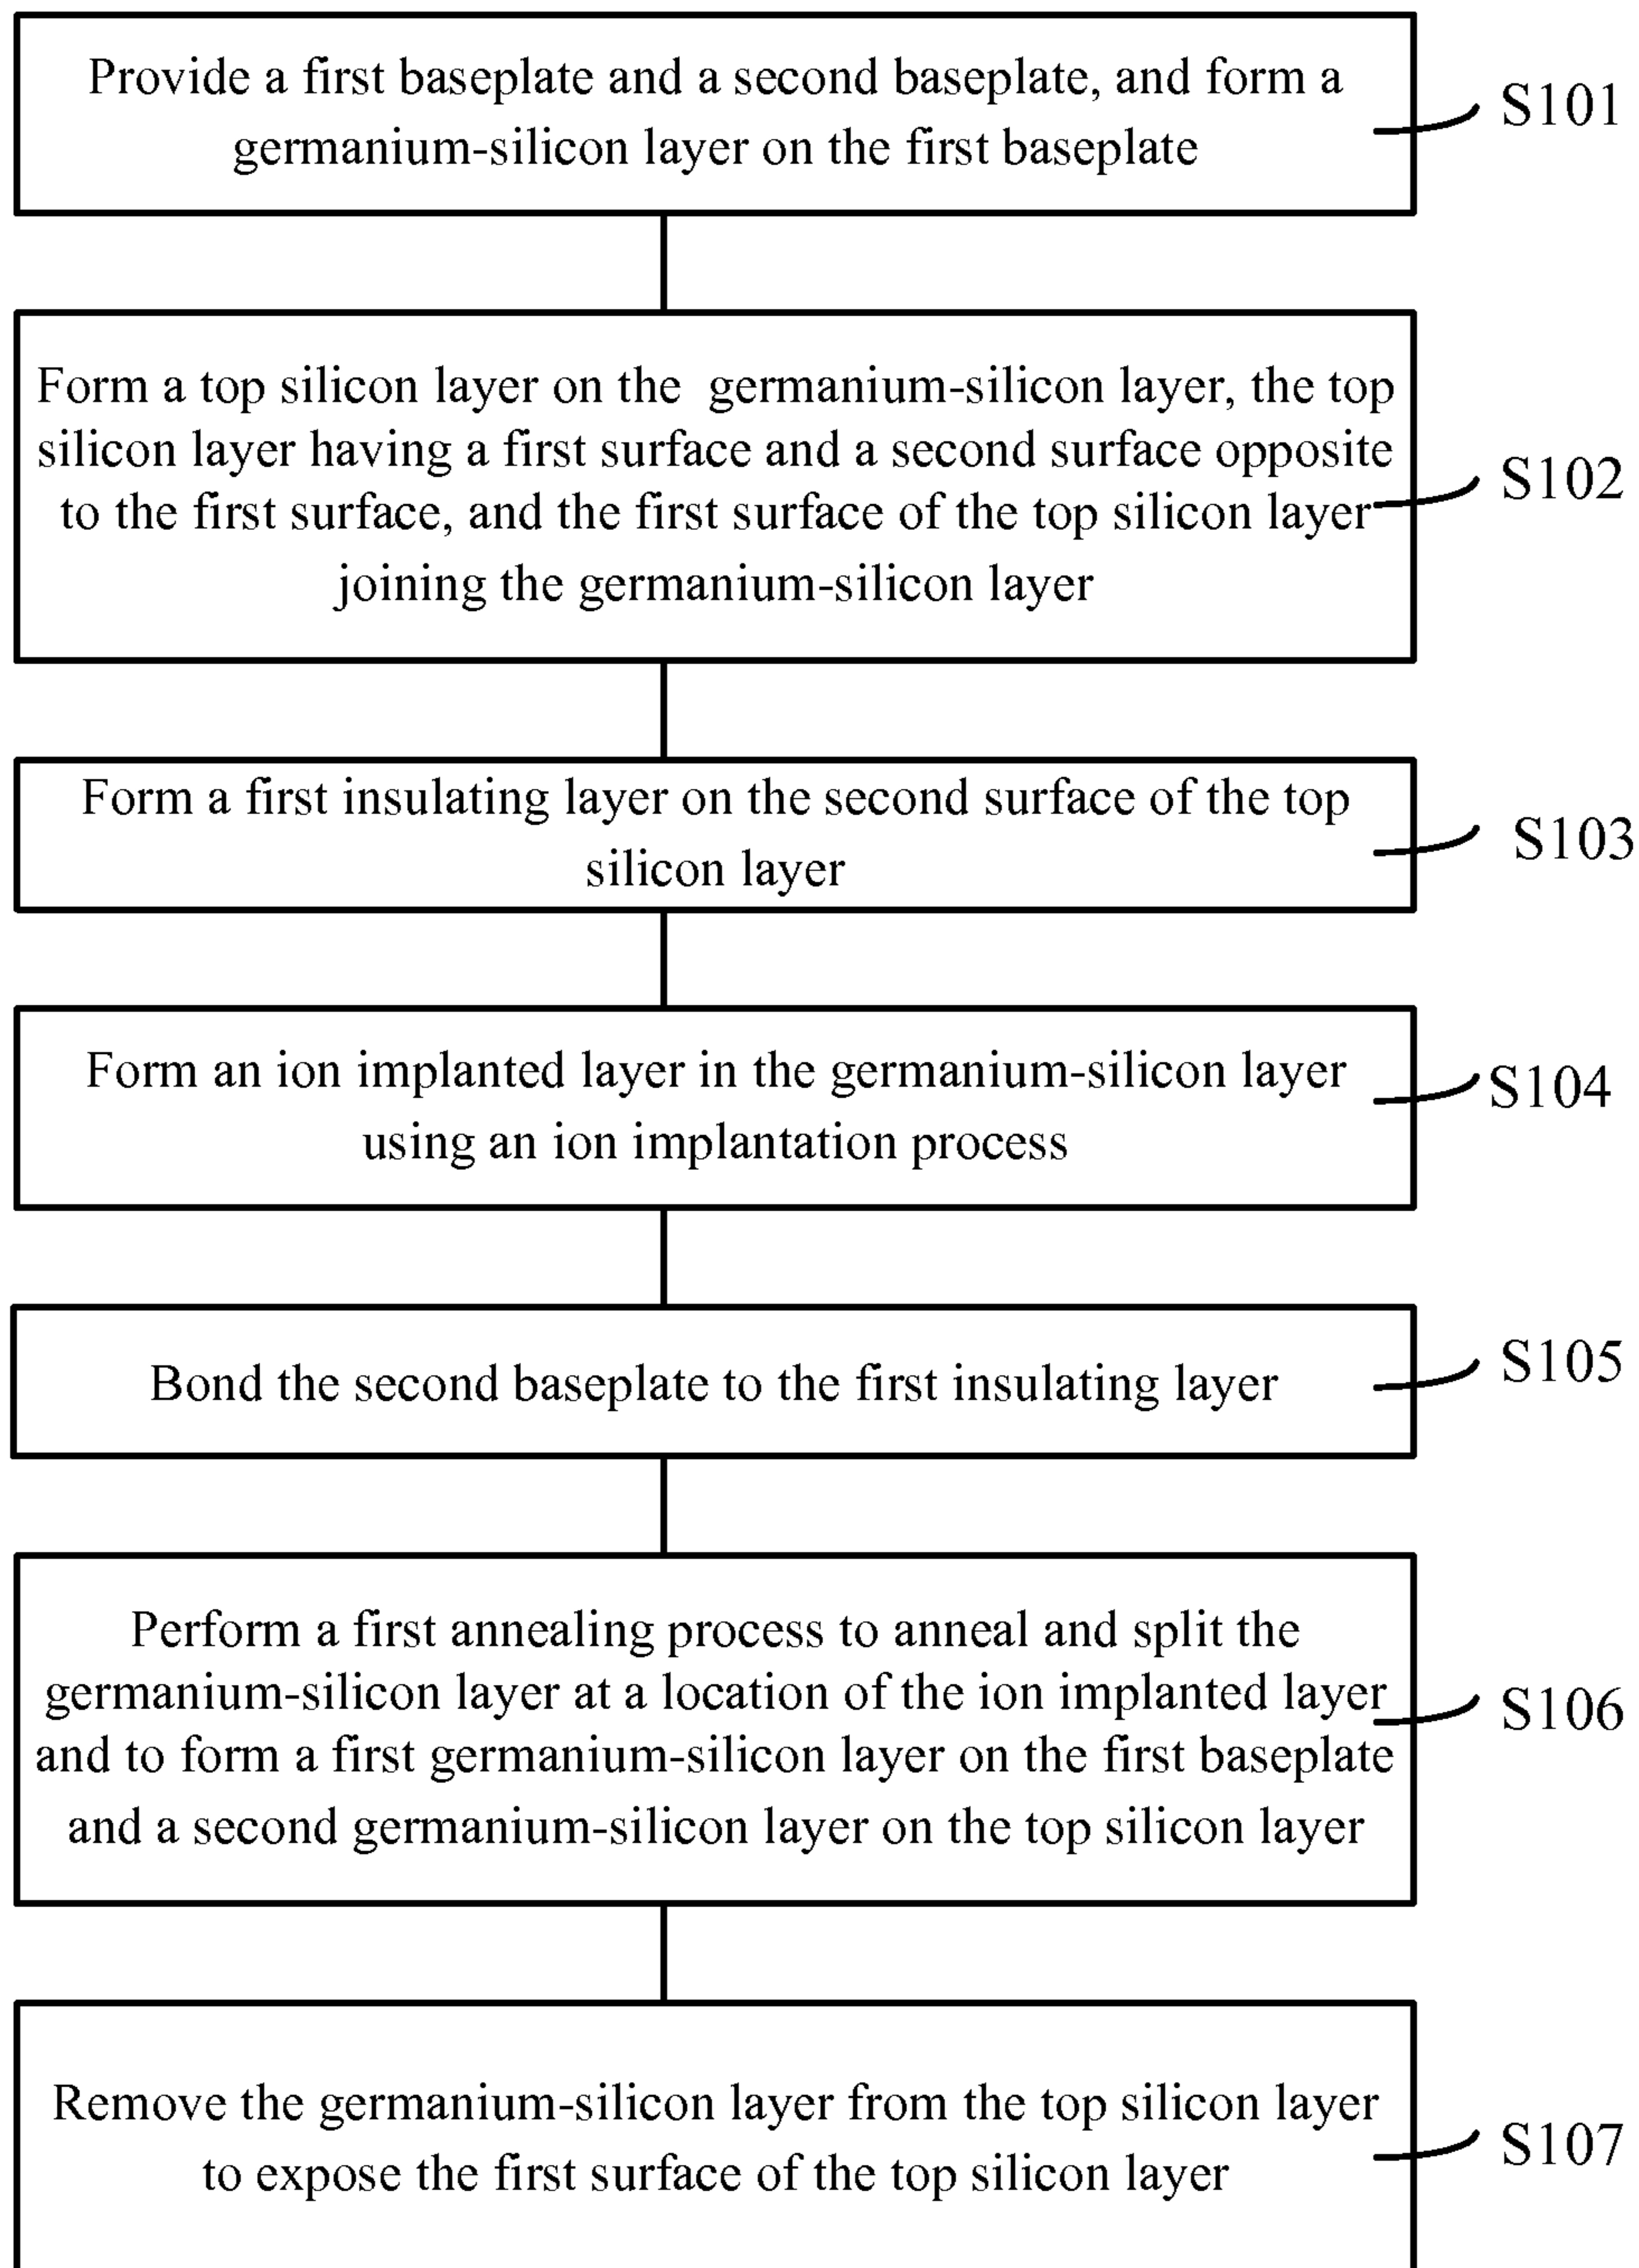 Provide a first baseplate and a second baseplate, and form a
germanium-silicon layer on the first baseplate
S101
Form a top silicon layer on the germanium-silicon layer, the top
silicon layer having a first surface and a second surface opposite
to the first surface, and the first surface of the top silicon layer
joining the germanium-silicon layer
S102
Form a first insulating layer on the second surface of the top
silicon layer
S103
Form an ion implanted layer in the germanium-silicon layer
using an ion implantation process
S104
Bond the second baseplate to the first insulating layer
S105
Perform a first annealing process to anneal and split the
germanium-silicon layer at a location of the ion implanted layer
and to form a first germanium-silicon layer on the first baseplate
and a second germanium-silicon layer on the top silicon layer
S106
Remove the germanium-silicon layer from the top silicon layer
to expose the first surface of the top silicon layer
S107